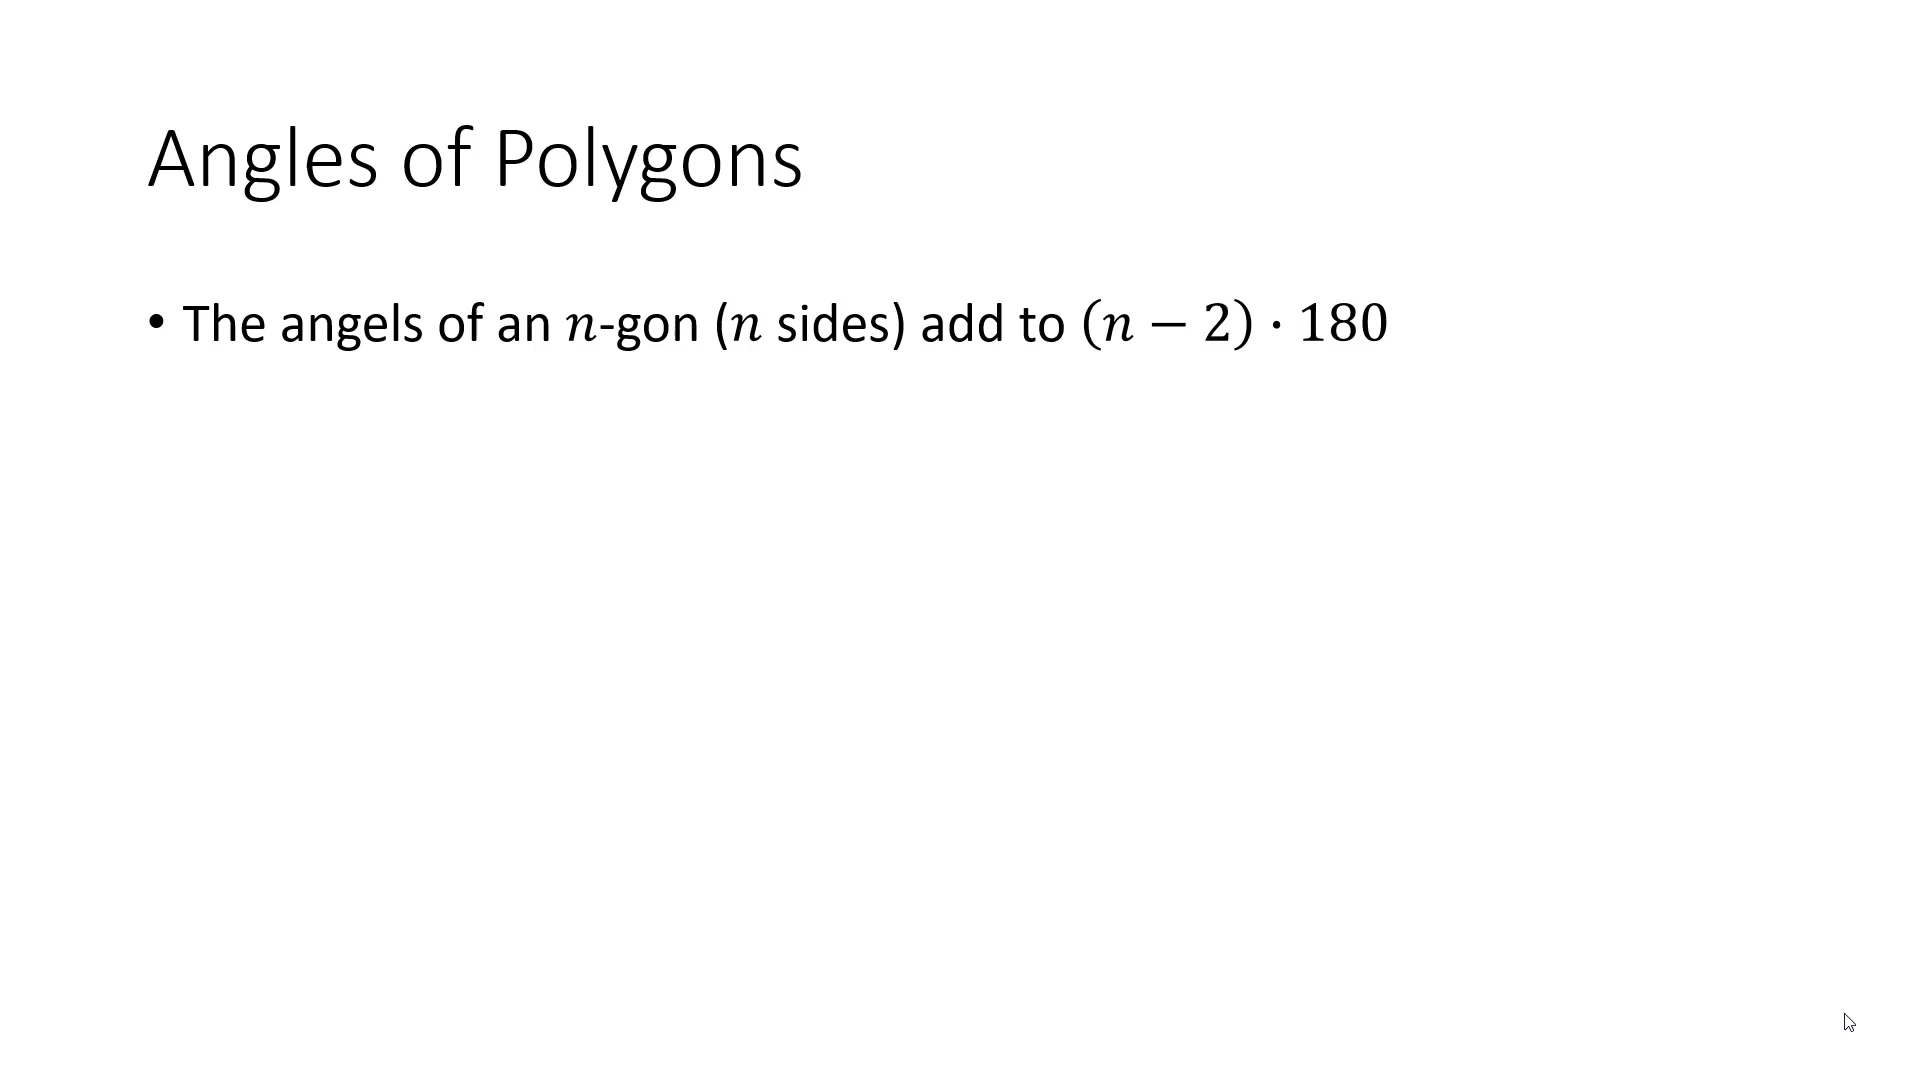 Angles of Polygons
• The angels of an 𝑛-gon (𝑛 sides) add to (𝑛 − 2) · 180